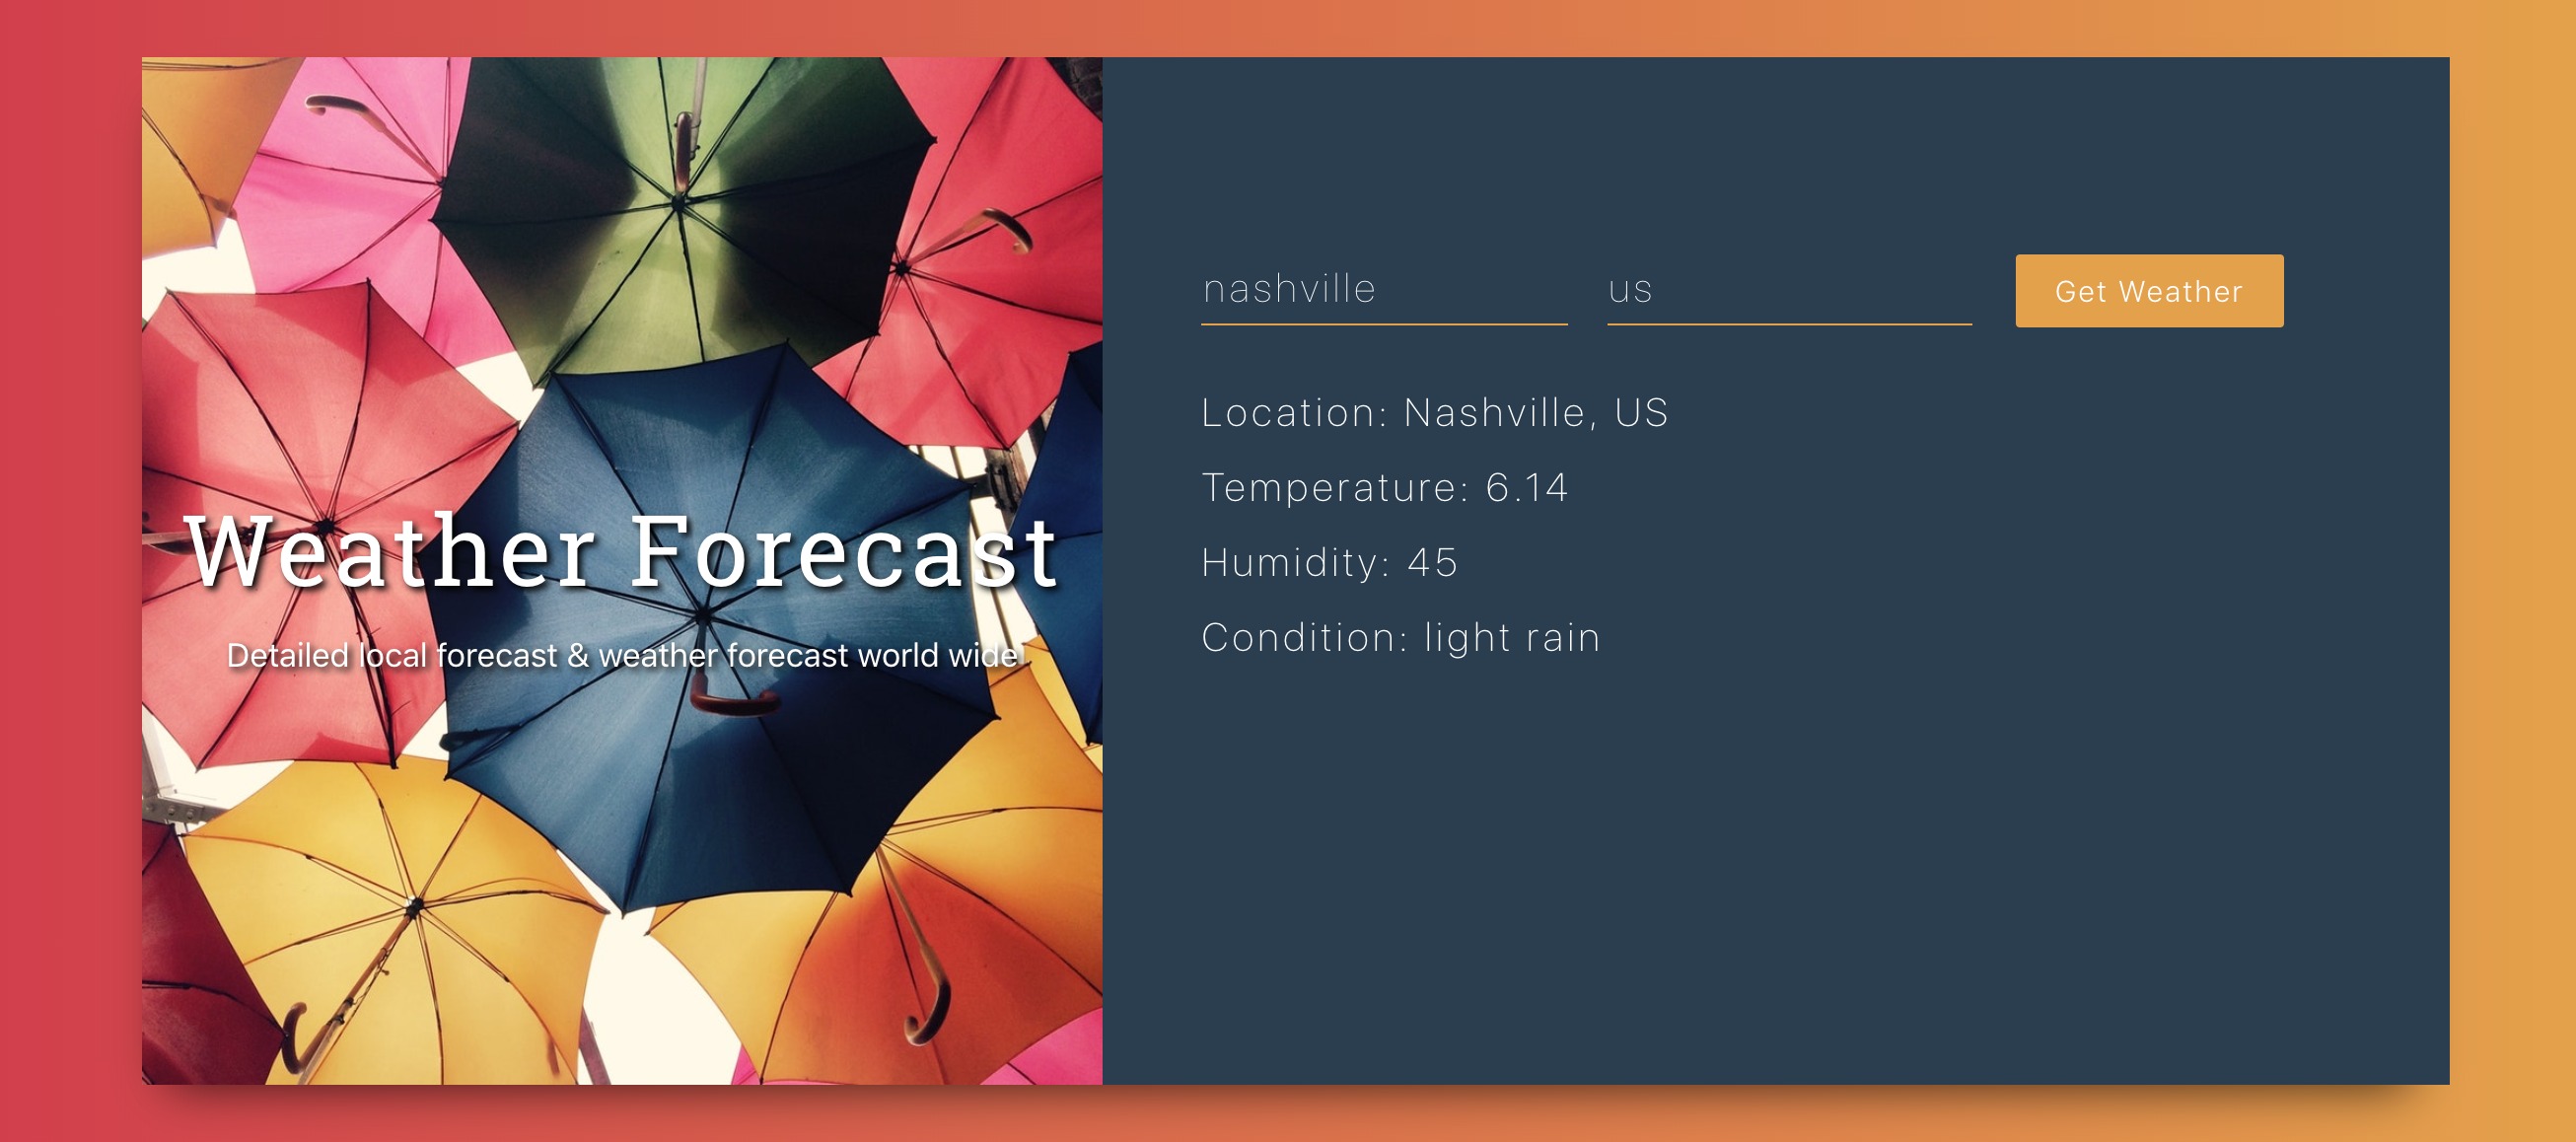 Weather Forecast
Detailed local forecast & weather forecast world wide
nashville
us
Get Weather
Location: Nashville, US
Temperature: 6.14
Humidity: 45
Condition: light rain